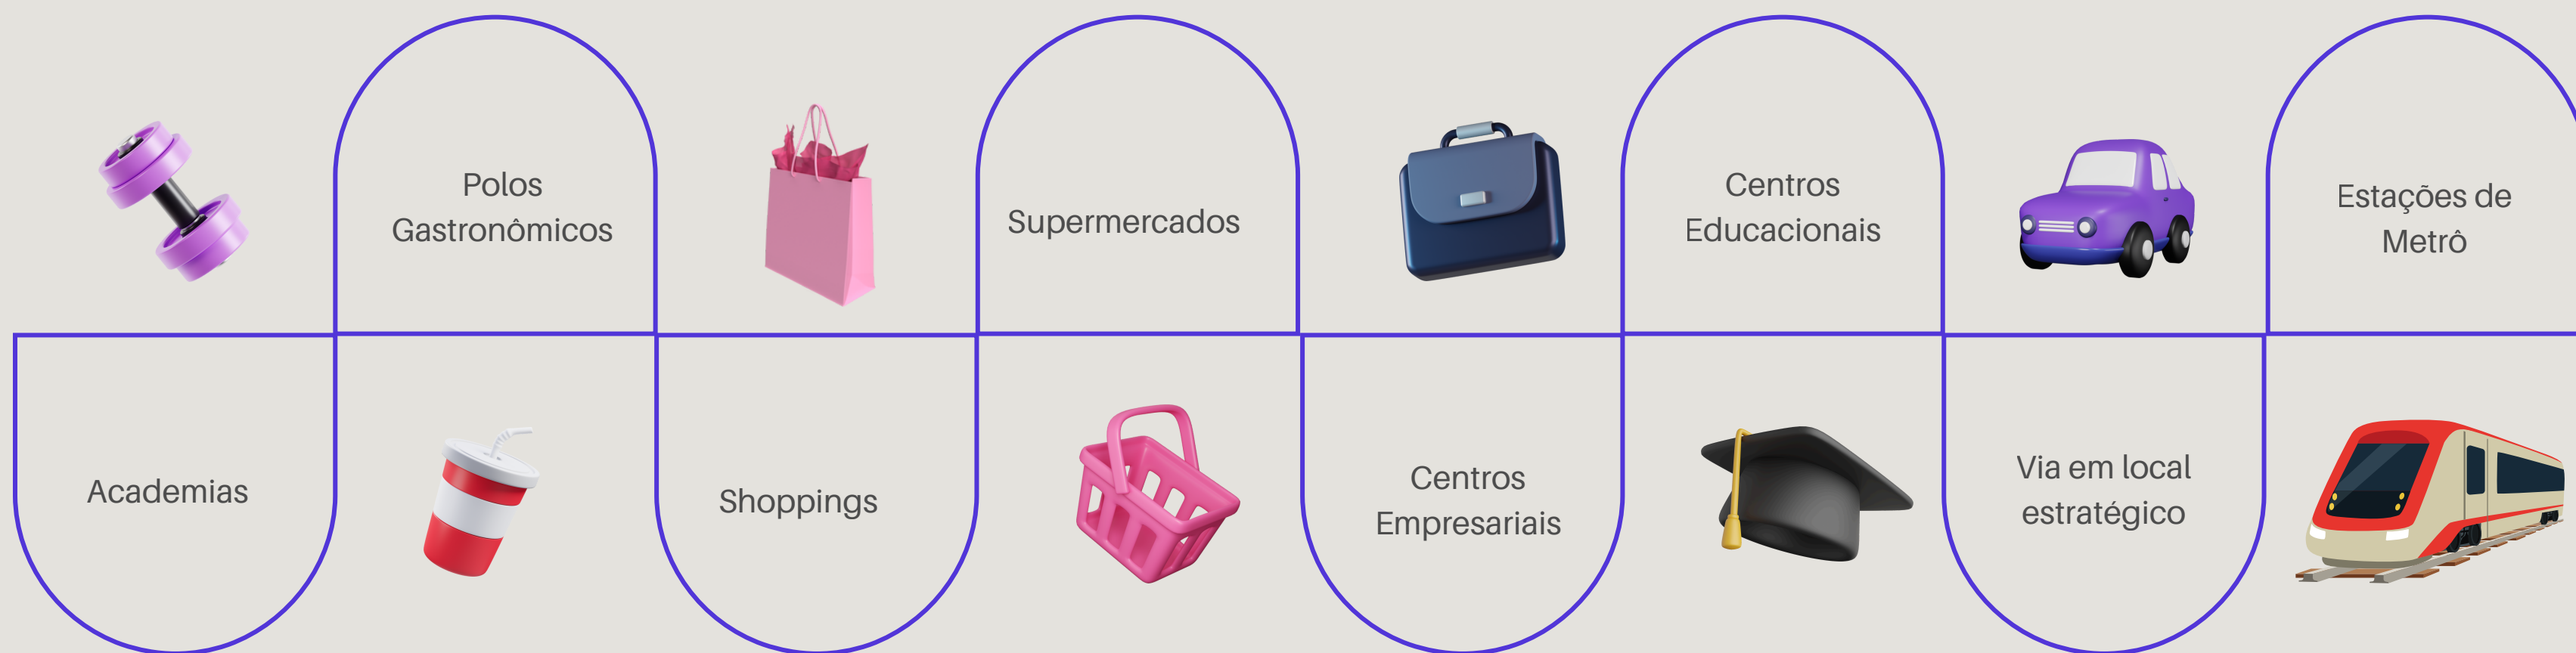 Polos
Gastronômicos
Supermercados
Centros
Educacionais
Estações de
Metrô
Academias
Shoppings
Centros
Empresariais
Via em local
estratégico